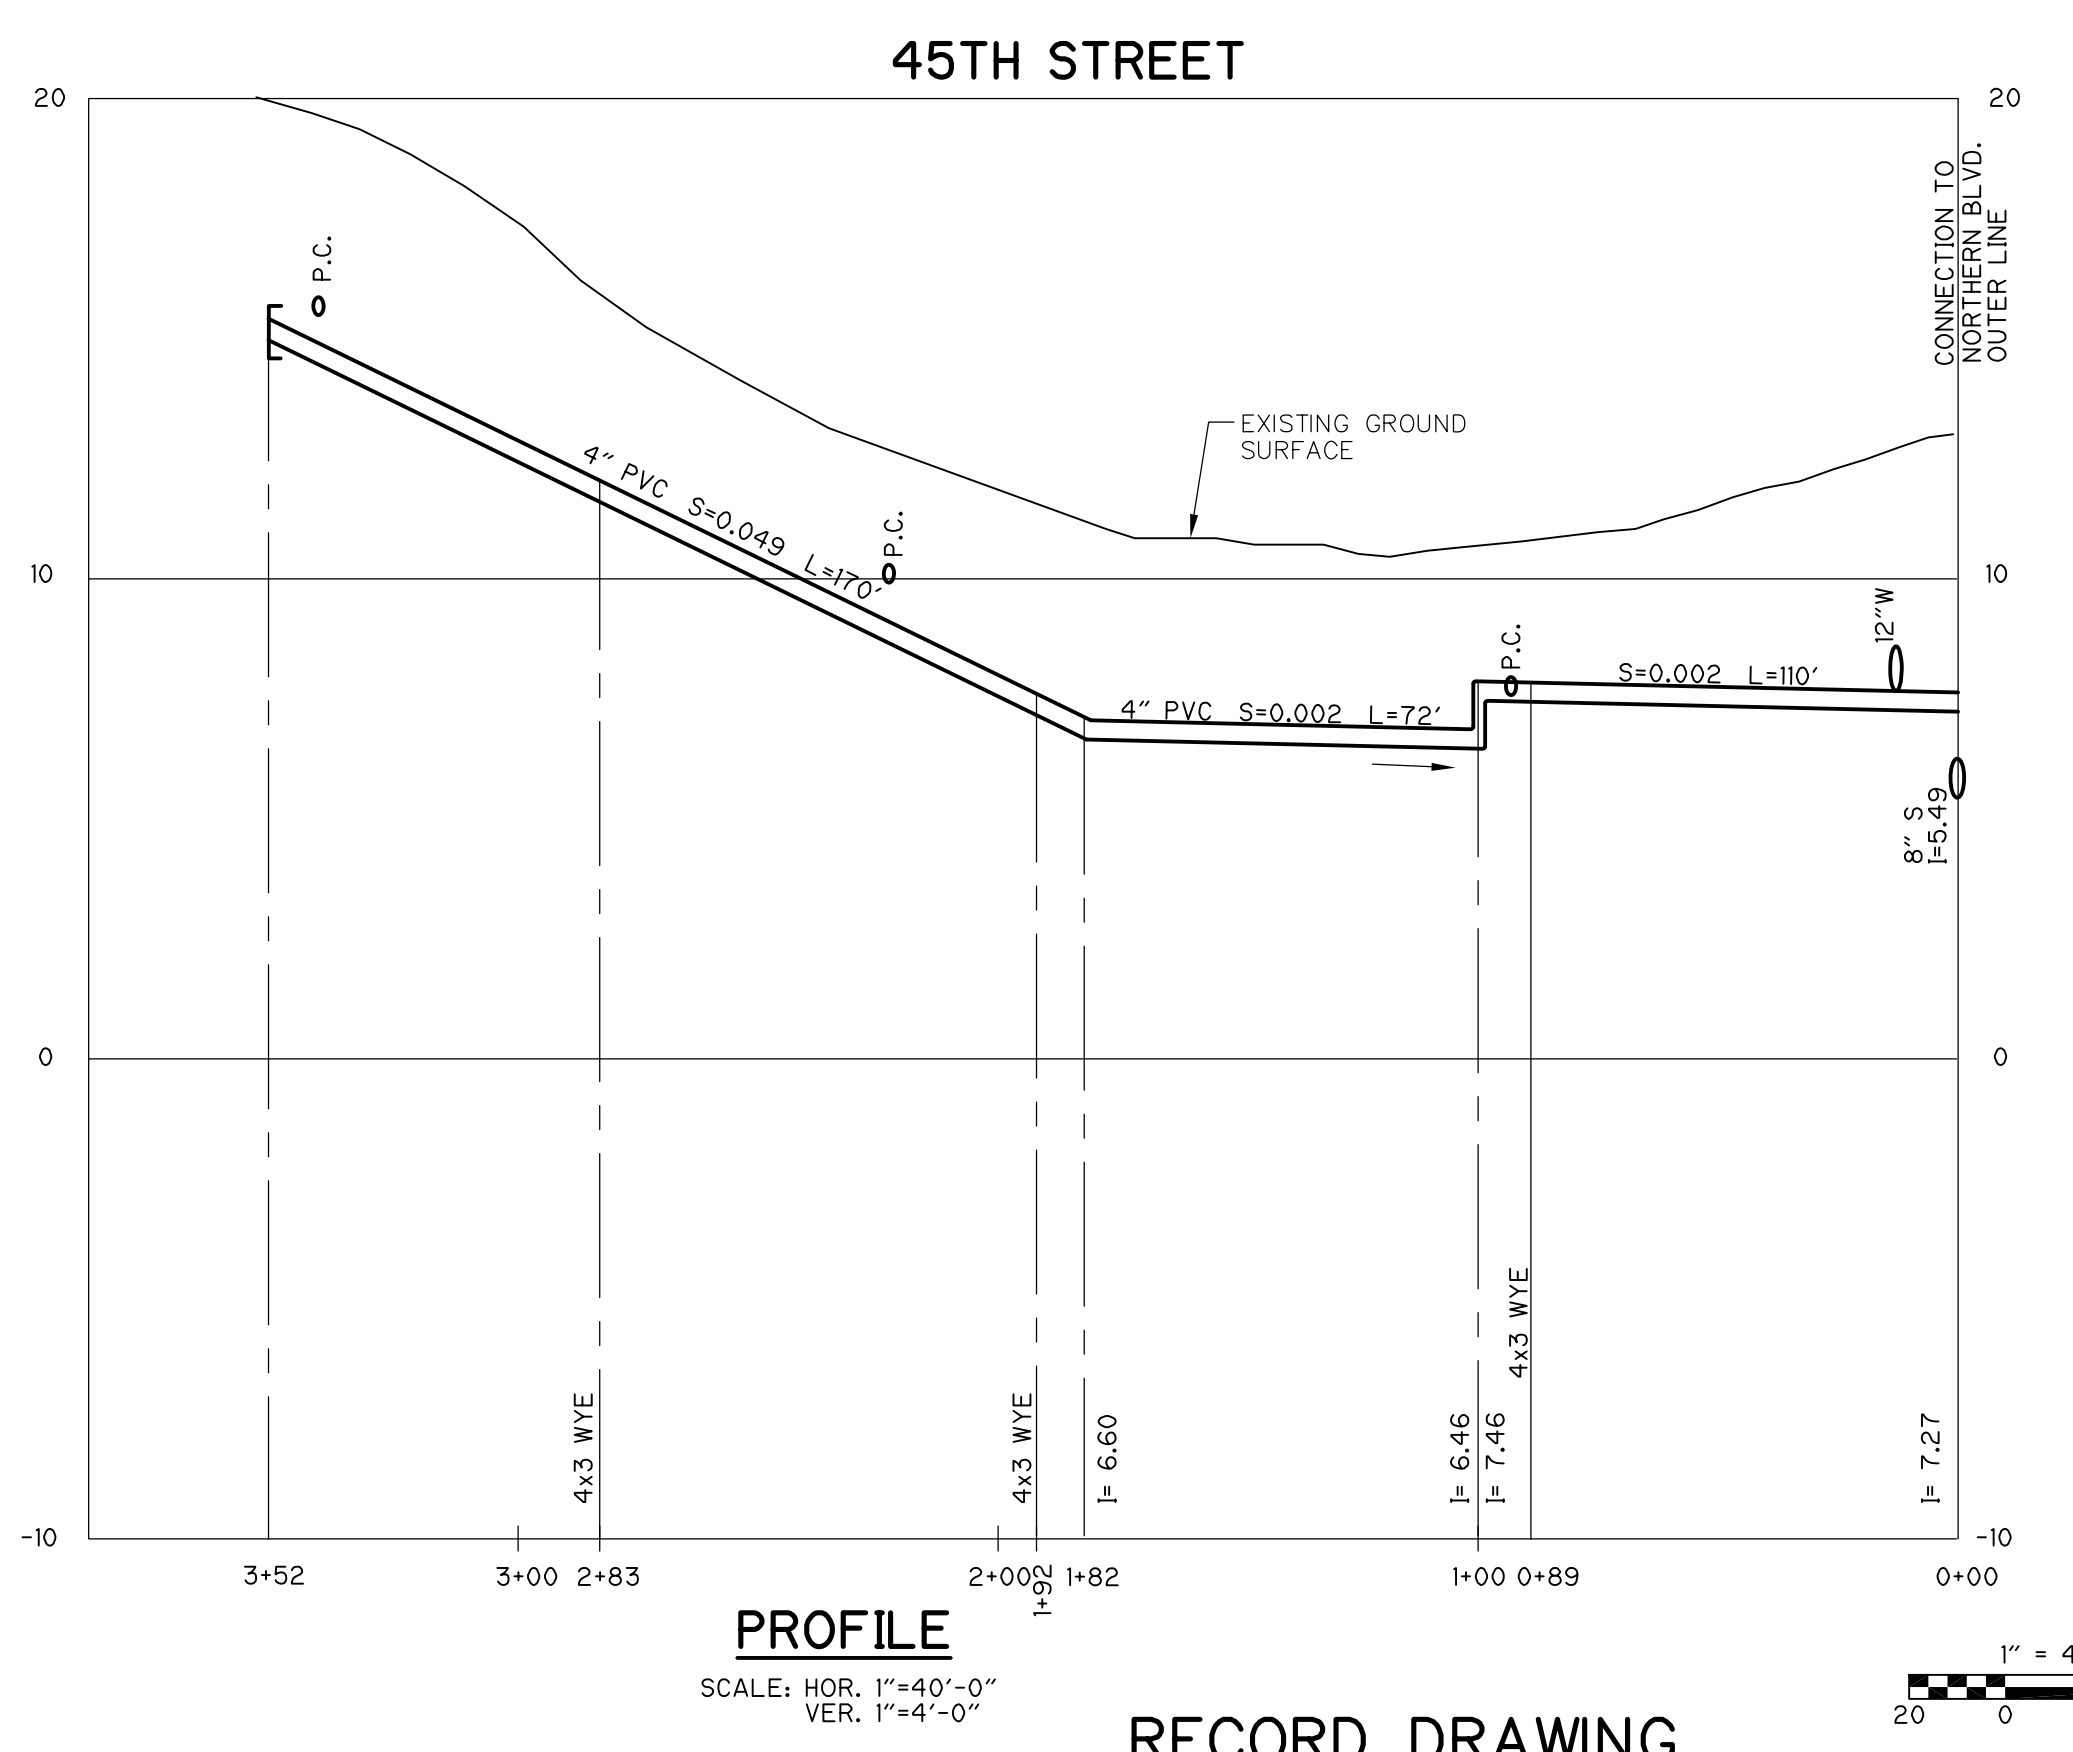 45TH STREET
20
20
CONNECTION TO
NORTHERN BLVD.
OUTER LINE
P.C.
EXISTING GROUND
SURFACE
4" PVC S=0.049 L=170'
P.C.
10
10
12"W
P.C.
S=0.002 L=110'
4" PVC S=0.002 L=72'
8" S
I=5.49
0
0
4x3 WYE
4x3 WYE
4x3 WYE
I= 6.60
I= 6.46
I= 7.46
I= 7.27
-10
-10
3+52
3+00
2+83
2+00
1+92
1+82
1+00
0+89
0+00
PROFILE
SCALE: HOR. 1"=40'-0"
VER. 1"=4'-0"
1" = 4
20
0
RECORD DRAWING